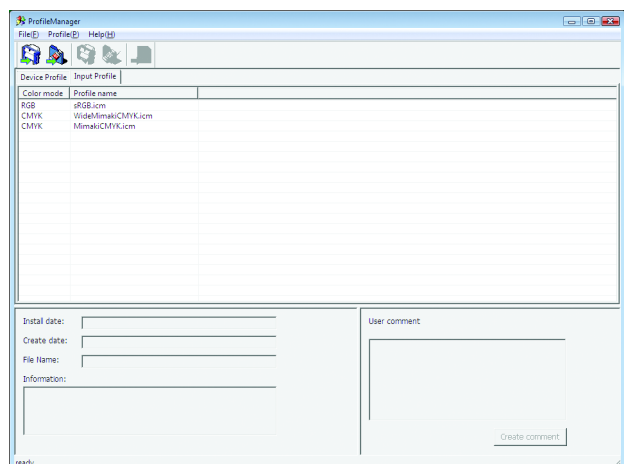 ProfileManager
File(F) Profile(P) Help(H)
Device Profile Input Profile
Color mode Profile name
RGB sRGB.icm
CMYK WideMimakiCMYK.icm
CMYK MimakiCMYK.icm
Install date:
User comment
Create date:
File Name:
Information:
Create comment
ready